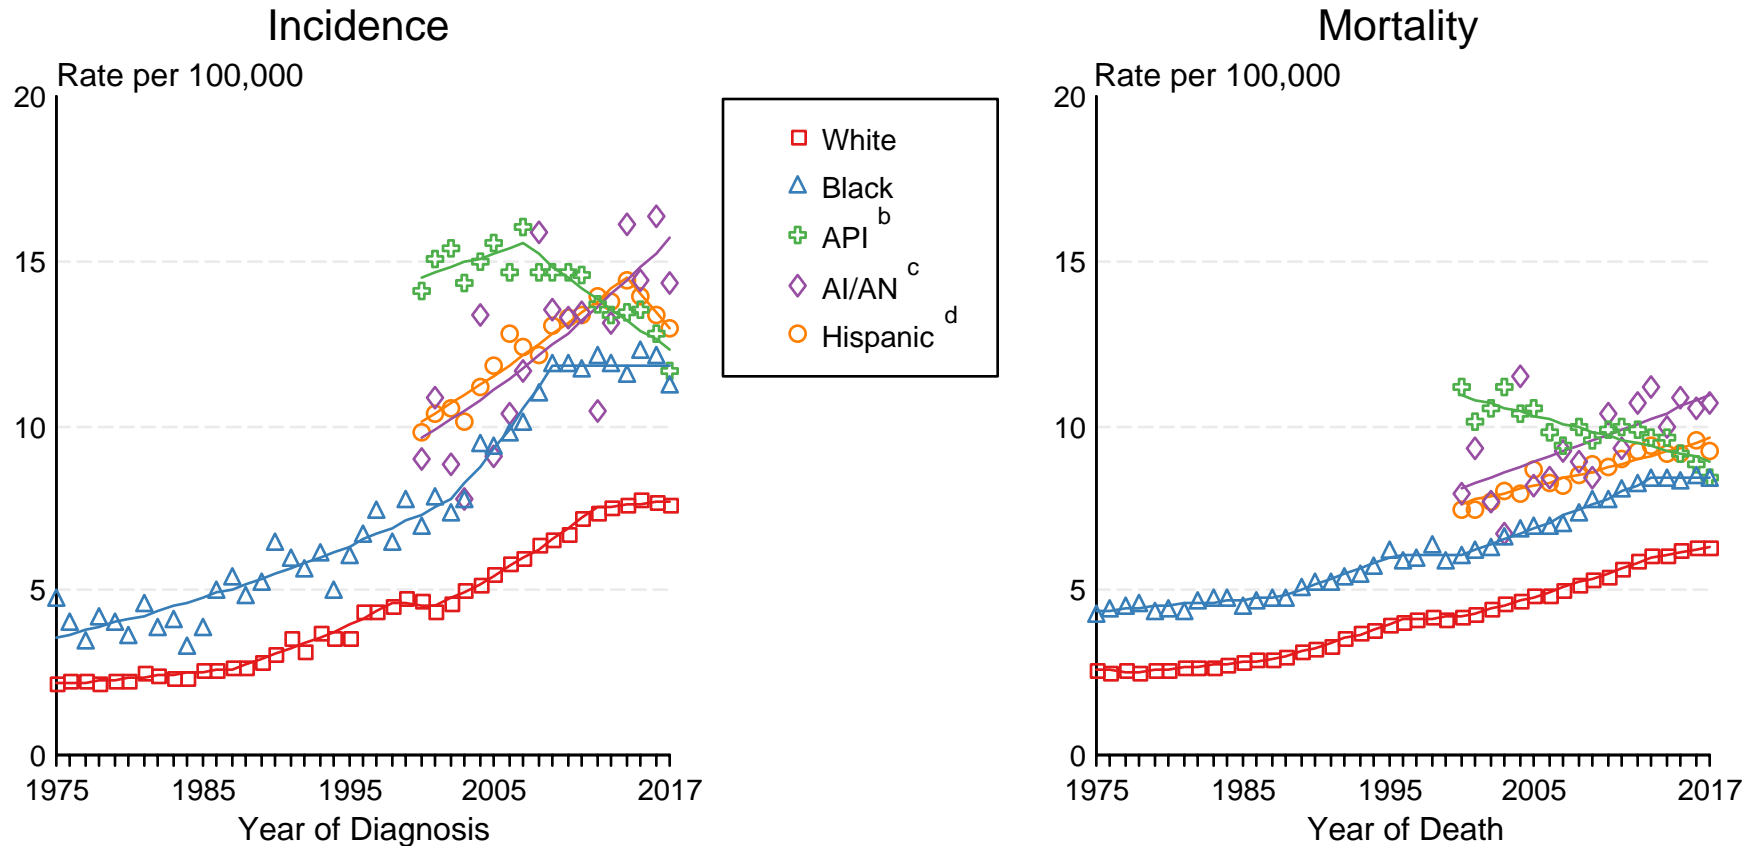 Incidence
Rate per 100,000
20
15
10
5
0
1975 1985 1995 2005 2017
Year of Diagnosis
White
Black
API b
AI/AN c
Hispanic d
Mortality
Rate per 100,000
20
15
10
5
0
1975 1985 1995 2005 2017
Year of Death